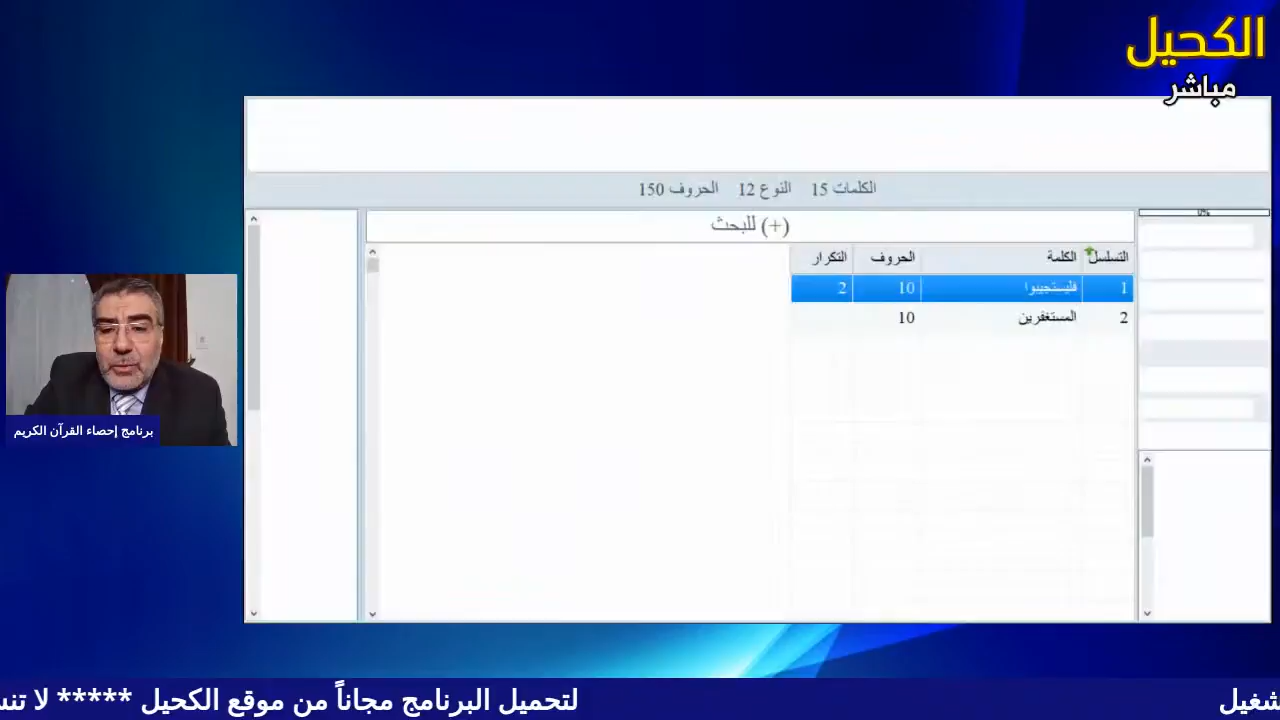 الكحيل
مباشر
الكلمات 15 النوع 12 الحروف 150
0%
(+) للبحث
التسلسل الكلمة الحروف التكرار
1 فليستجيبوا 10 2
2 المستغفرين 10
برنامج إحصاء القرآن الكريم
شغيل لتحميل البرنامج مجاناً من موقع الكحيل ***** لا تنس